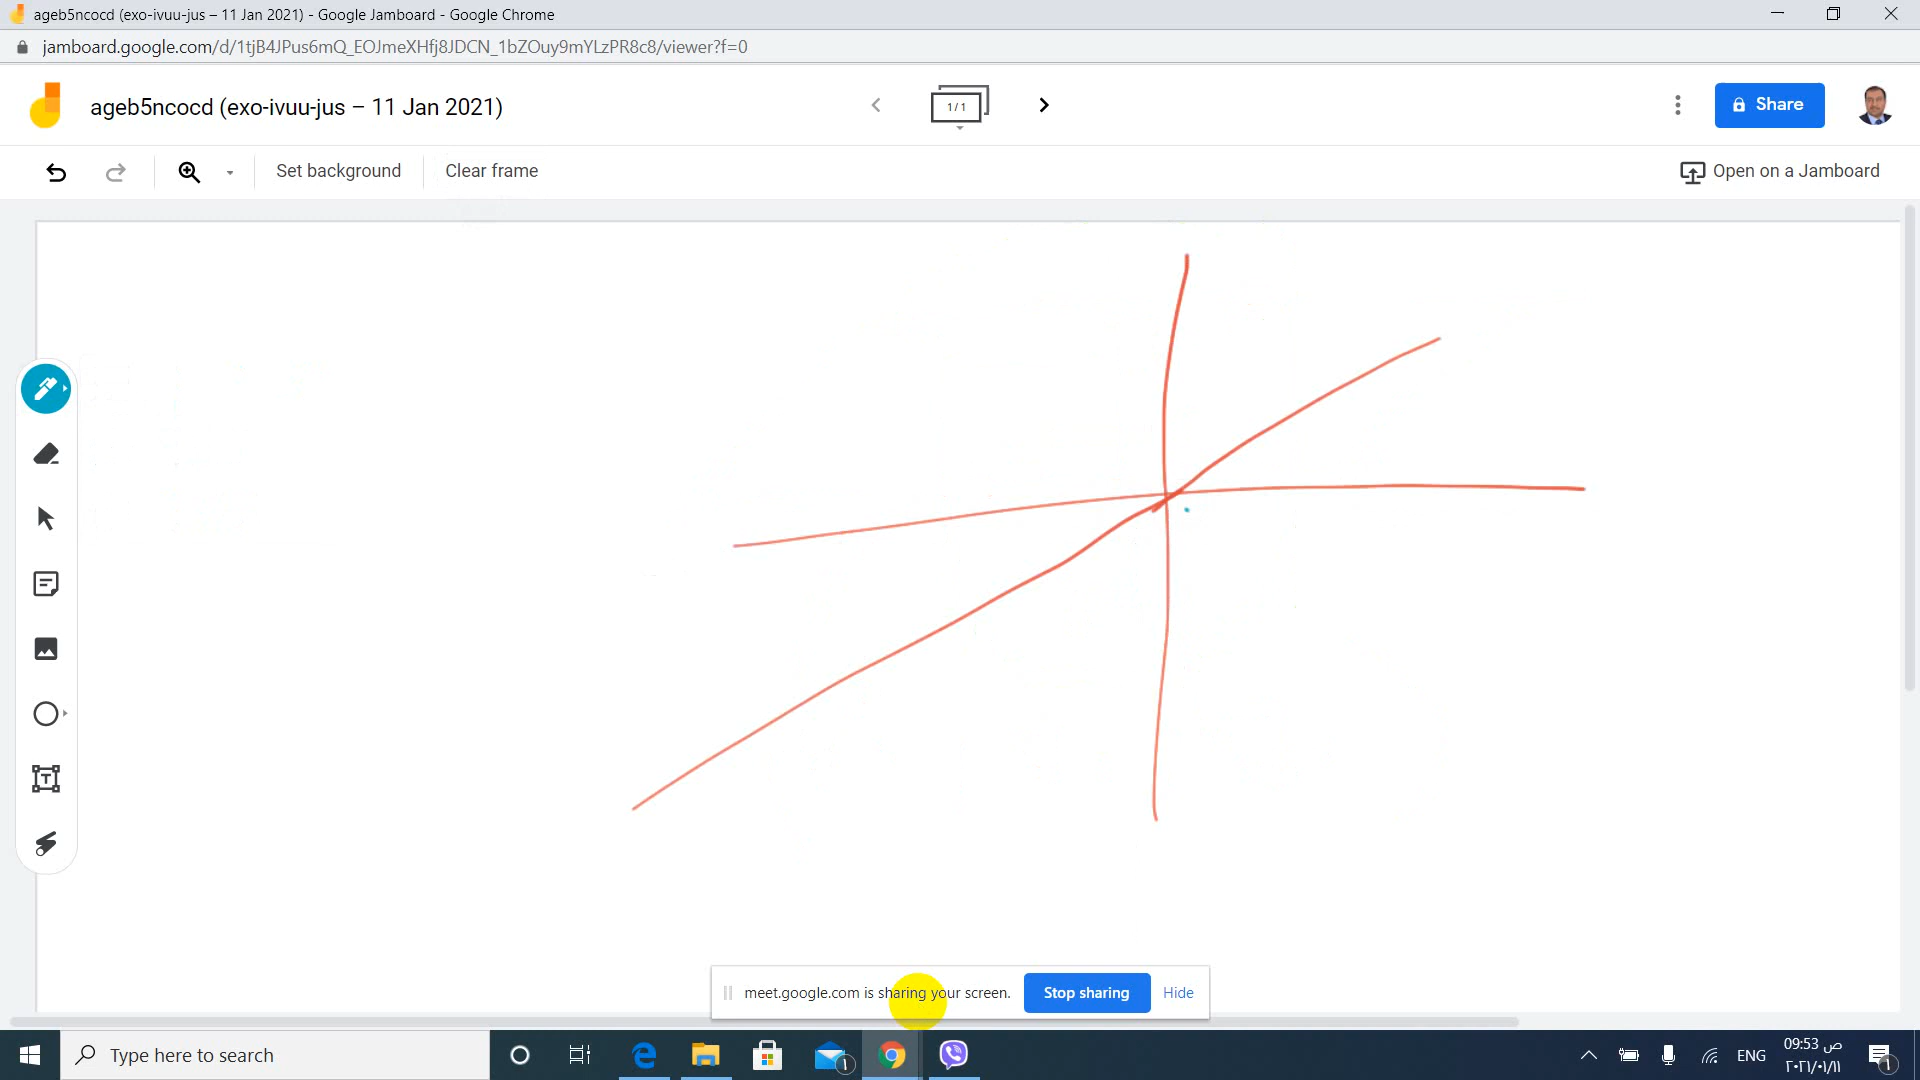 ageb5ncocd (exo-ivuu-jus – 11 Jan 2021) - Google Jamboard - Google Chrome
jamboard.google.com/d/1tjB4JPus6mQ_EOJmeXHfj8JDCN_1bZOuy9mYLzPR8c8/viewer?f=0
ageb5ncocd (exo-ivuu-jus – 11 Jan 2021)
1/1
Share
Set background
Clear frame
Open on a Jamboard
meet.google.com is sharing your screen.
Stop sharing
Hide
Type here to search
١
ENG
09:53 ص
٢٠٢١/٠١/١١
١